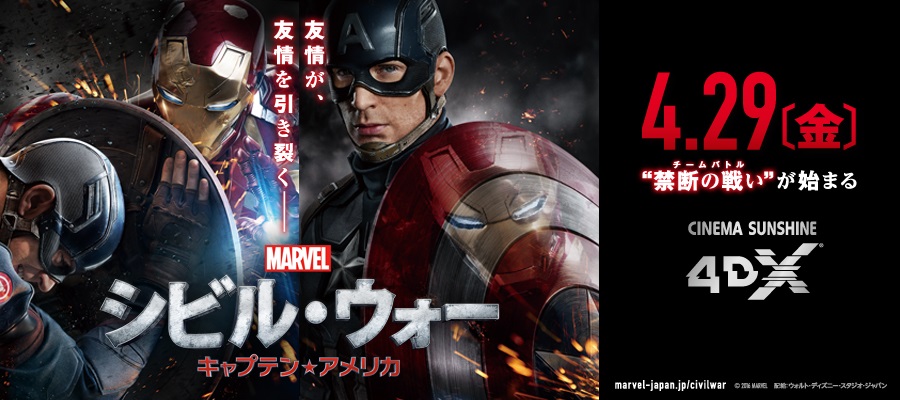 友情が、
友情を引き裂く――
MARVEL
シビル・ウォー
キャプテン★アメリカ
4.29[金]
チームバトル
“禁断の戦い”が始まる
CINEMA SUNSHINE
4DX®
marvel-japan.jp/civilwar © 2016 MARVEL 配給:ウォルト・ディズニー・スタジオ・ジャパン
A